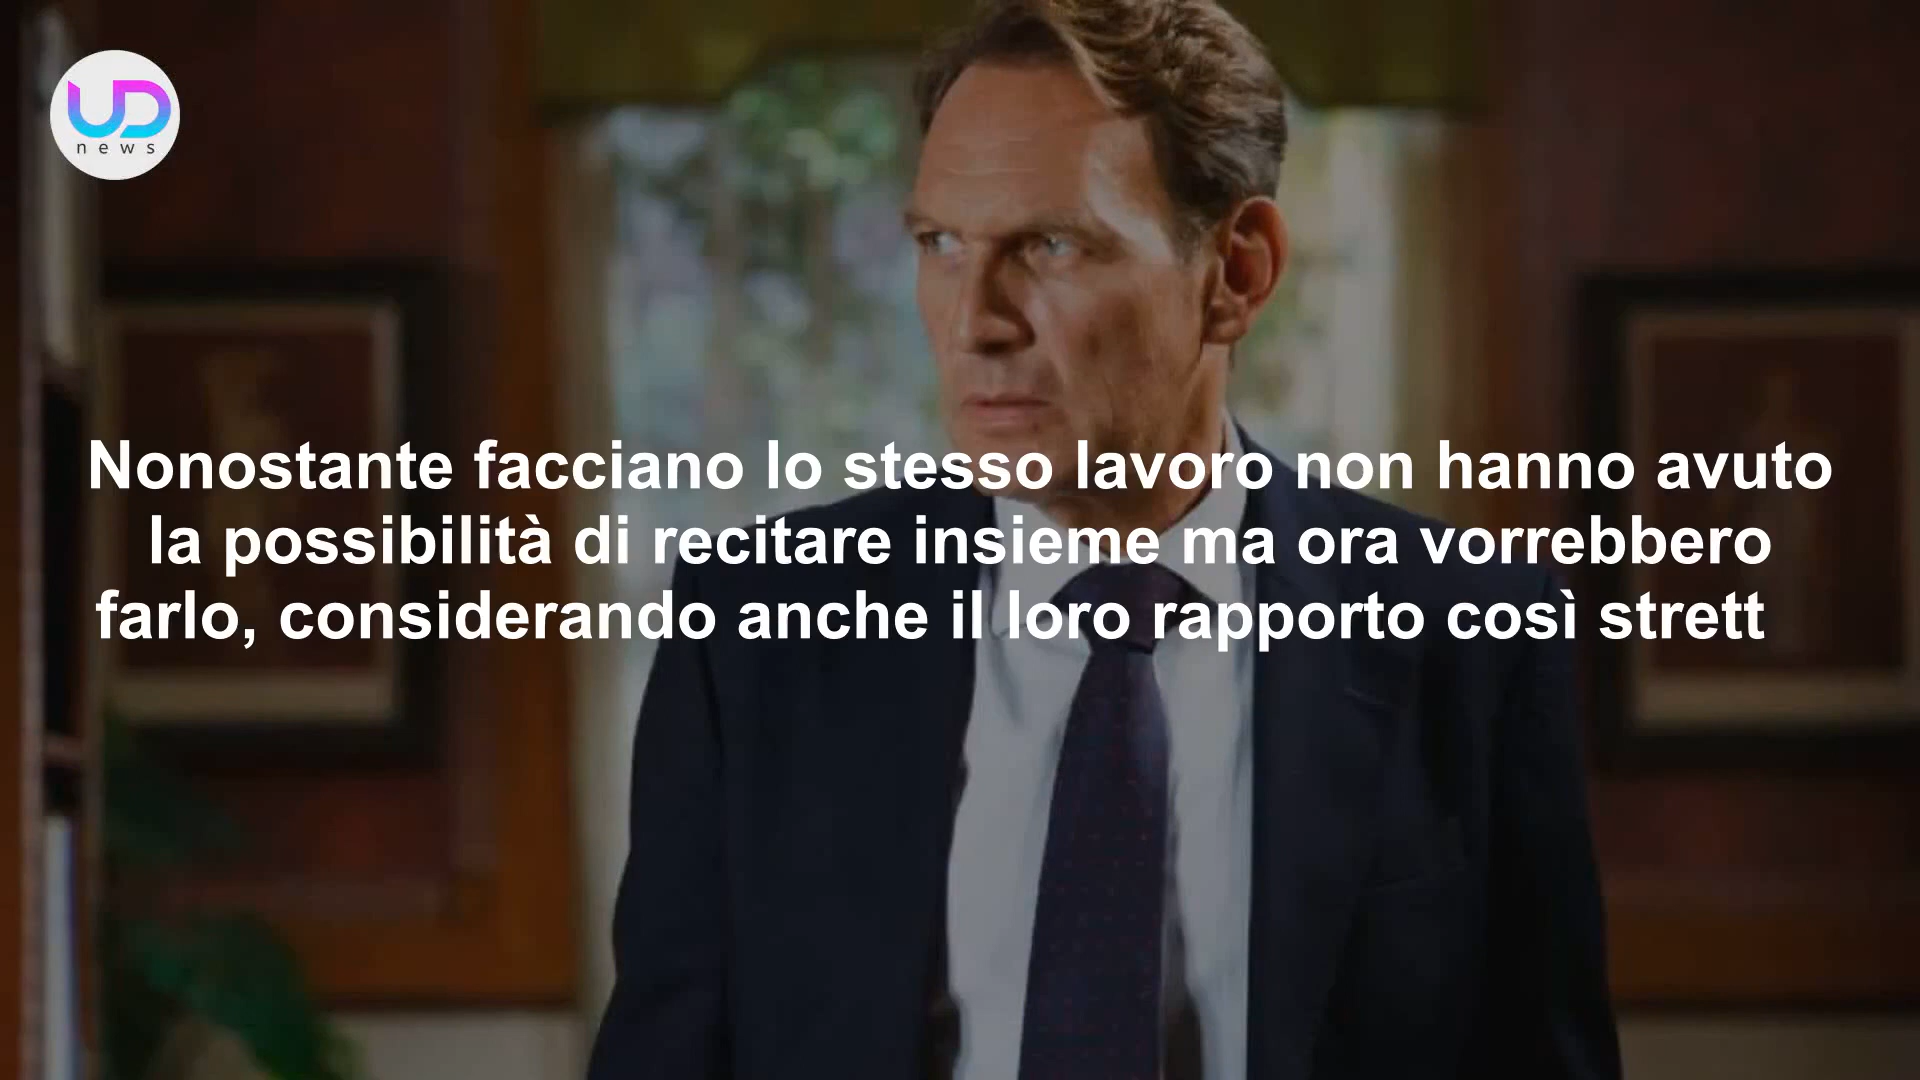 UD
news
Nonostante facciano lo stesso lavoro non hanno avuto
la possibilità di recitare insieme ma ora vorrebbero
farlo, considerando anche il loro rapporto così strett